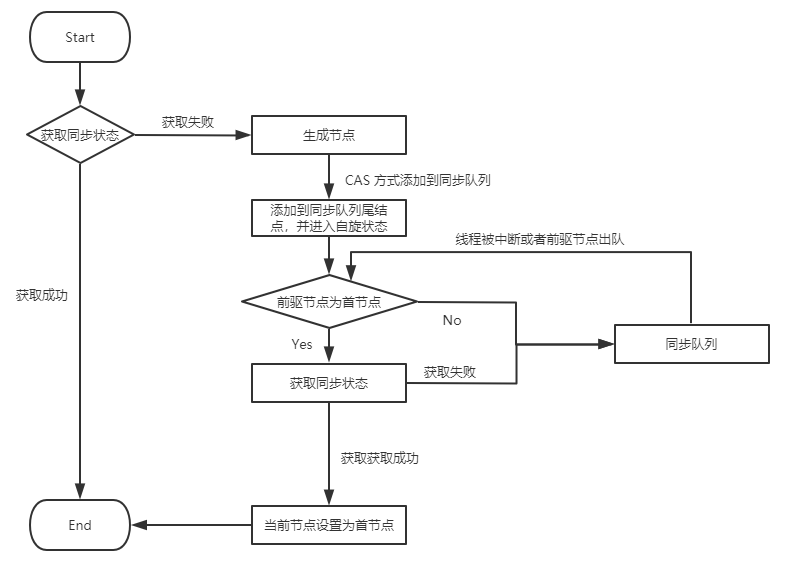 Start
获取同步状态
获取失败
生成节点
CAS 方式添加到同步队列
添加到同步队列尾结
点，并进入自旋状态
线程被中断或者前驱节点出队
获取成功
前驱节点为首节点
No
同步队列
Yes
获取同步状态
获取失败
获取获取成功
当前节点设置为首节点
End